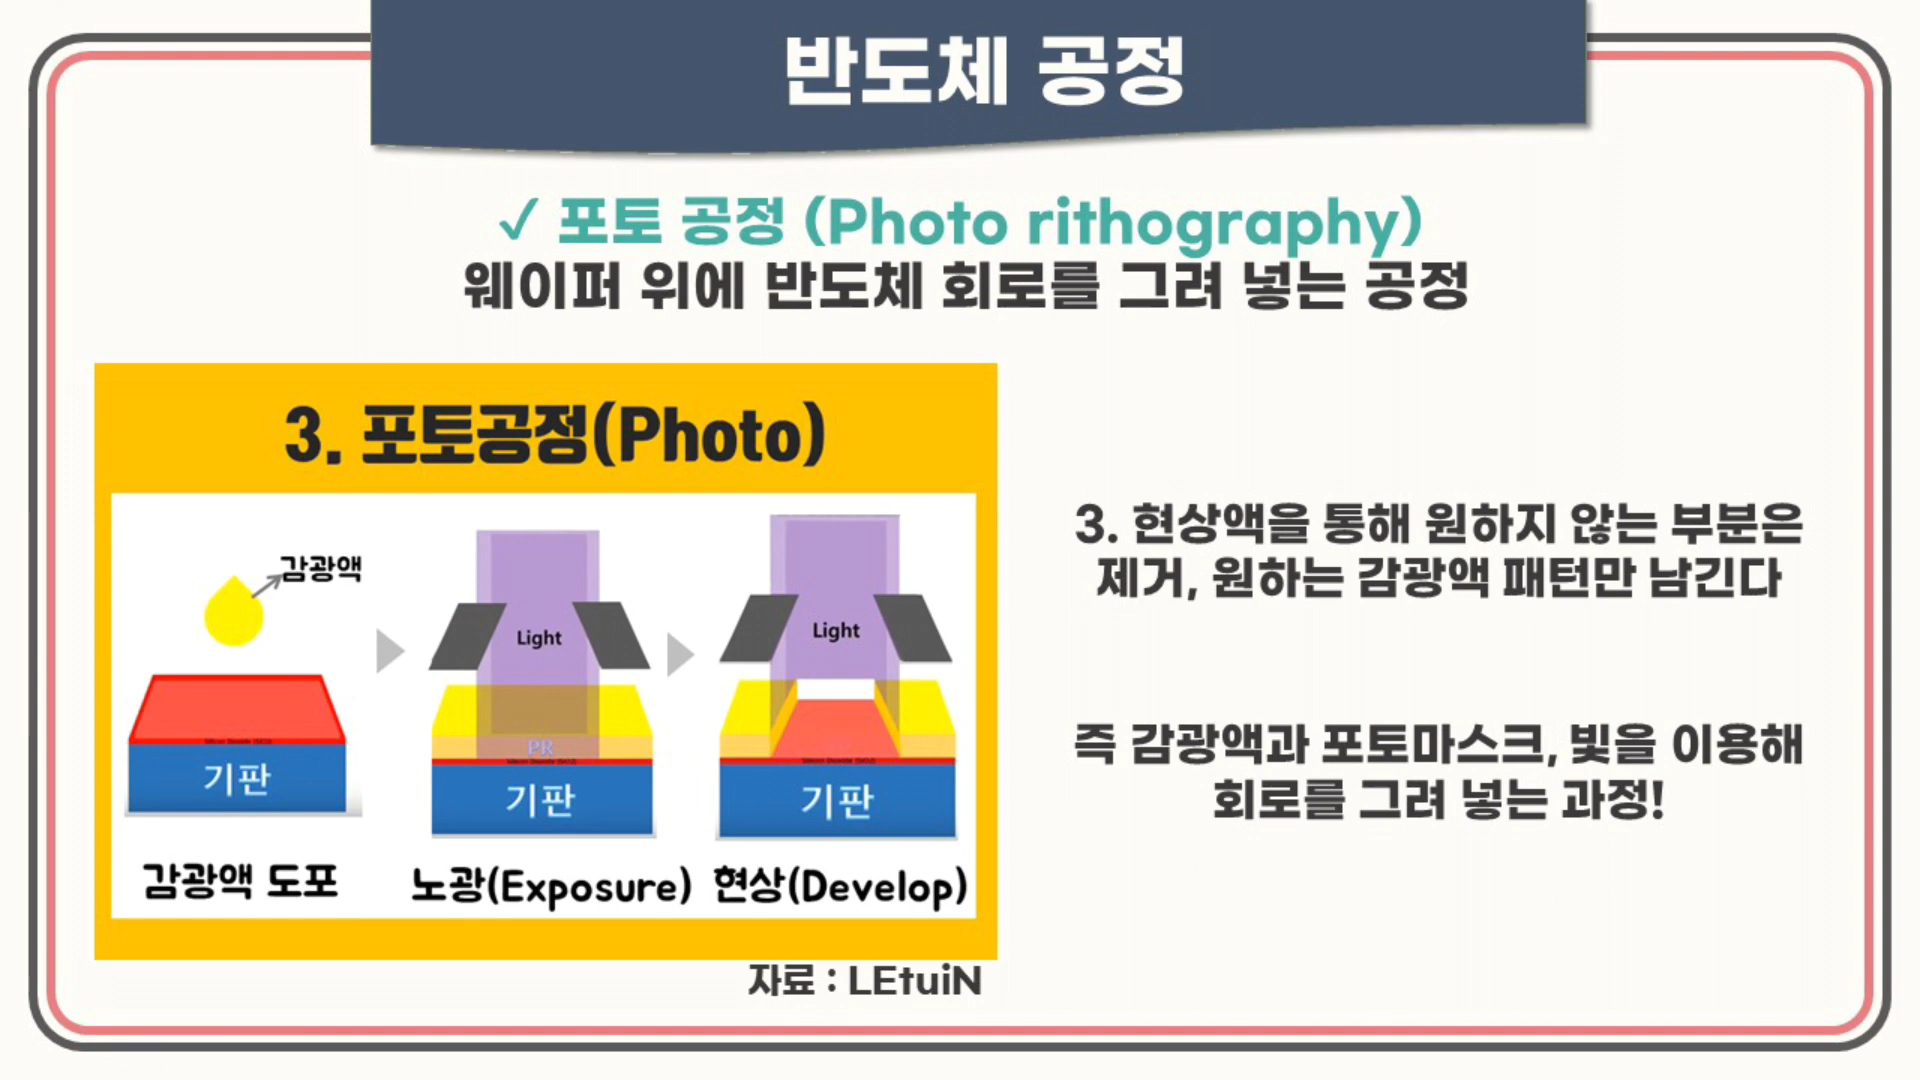 반도체 공정
✓ 포토 공정 (Photo rithography)
웨이퍼 위에 반도체 회로를 그려 넣는 공정
3. 포토공정(Photo)
감광액
기판
감광액 도포
Light
PR
기판
노광(Exposure)
Light
기판
현상(Develop)
자료 : LEtuiN
3. 현상액을 통해 원하지 않는 부분은
제거, 원하는 감광액 패턴만 남긴다
즉 감광액과 포토마스크, 빛을 이용해
회로를 그려 넣는 과정!